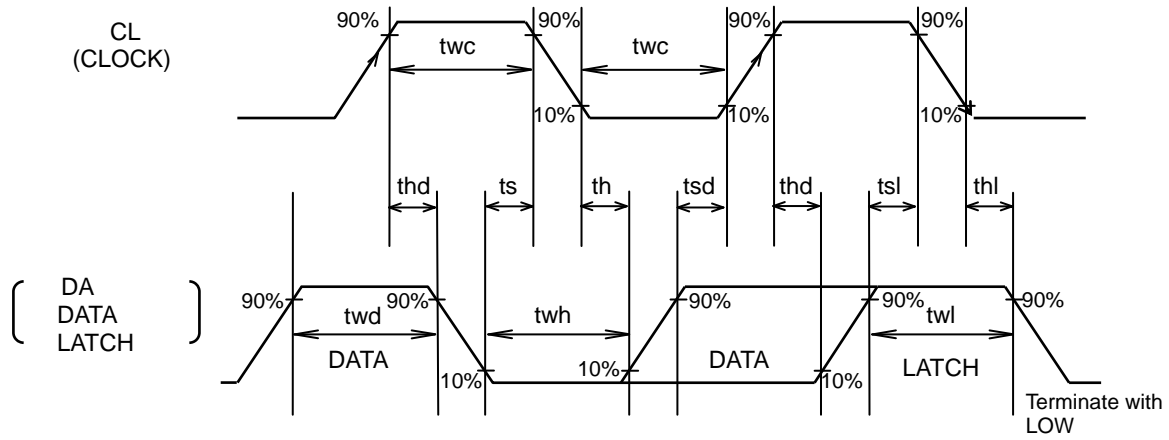 CL
(CLOCK)
90% 90% 90% 90%
twc twc
10% 10% 10%
thd ts th tsd thd tsl thl
DA
DATA
LATCH
90% 90% 90% 90% 90%
twd twh twl
DATA DATA LATCH
10% 10% 10%
Terminate with
LOW